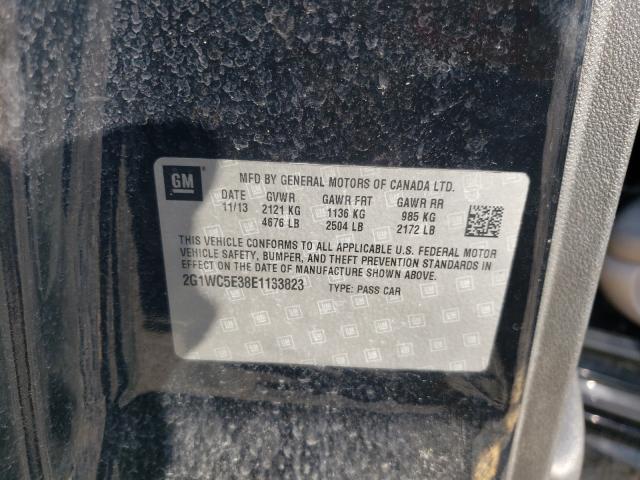 GM
MFD BY GENERAL MOTORS OF CANADA LTD.
DATE GVWR GAWR FRT GAWR RR
11/13 2121 KG 1136 KG 985 KG
4676 LB 2504 LB 2172 LB
THIS VEHICLE CONFORMS TO ALL APPLICABLE U.S. FEDERAL MOTOR
VEHICLE SAFETY, BUMPER, AND THEFT PREVENTION STANDARDS IN
EFFECT ON THE DATE OF MANUFACTURE SHOWN ABOVE.
2G1WC5E38E1133823 TYPE: PASS CAR